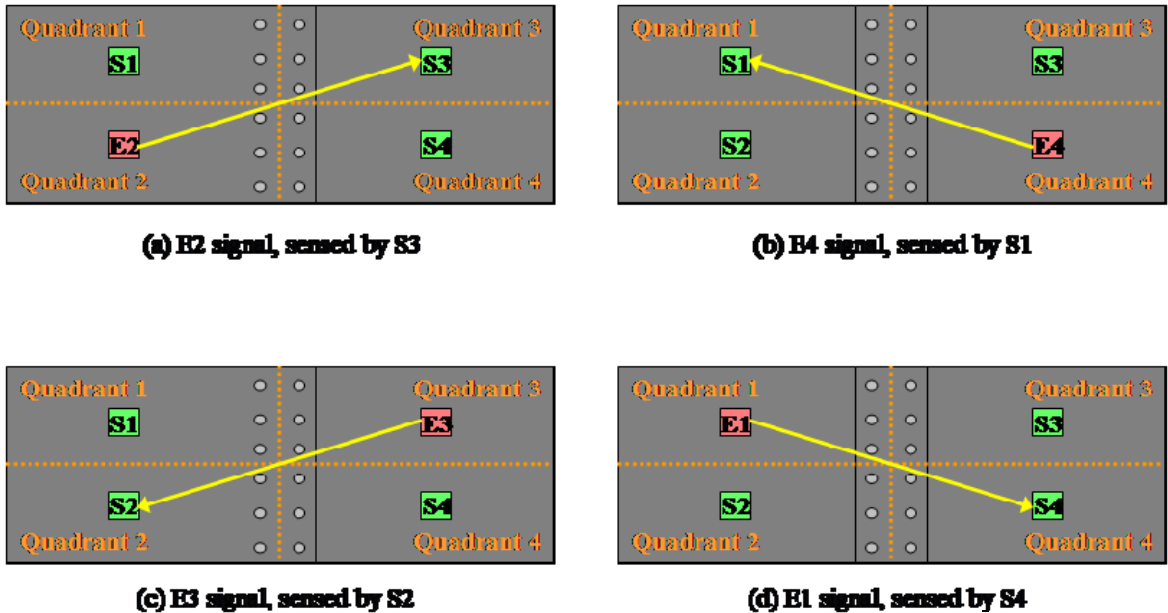 Quadrant 1 Quadrant 3
S1 S3
E2 S4
Quadrant 2 Quadrant 4
(a) E2 signal, sensed by S3
Quadrant 1 Quadrant 3
S1 S3
S2 E4
Quadrant 2 Quadrant 4
(b) E4 signal, sensed by S1
Quadrant 1 Quadrant 3
S1 E3
S2 S4
Quadrant 2 Quadrant 4
(c) E3 signal, sensed by S2
Quadrant 1 Quadrant 3
E1 S3
S2 S4
Quadrant 2 Quadrant 4
(d) E1 signal, sensed by S4